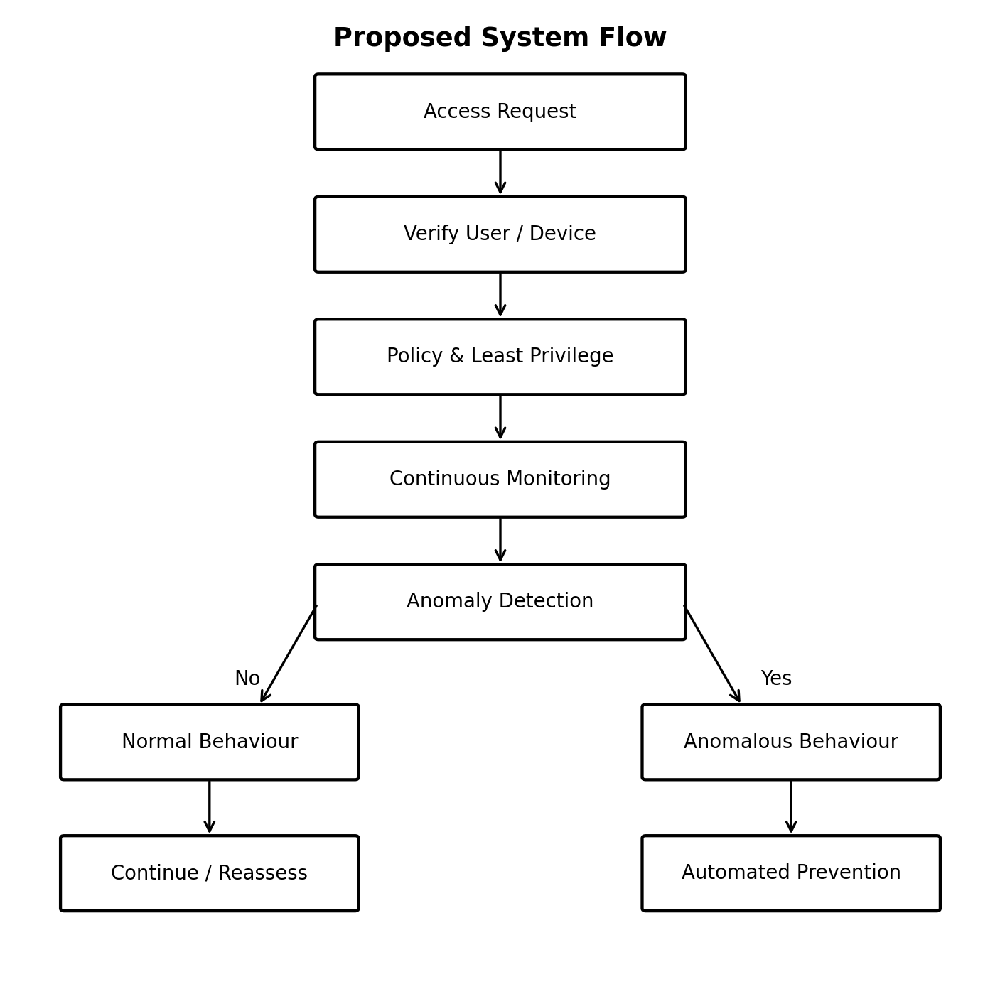 Proposed System Flow
Access Request
Verify User / Device
Policy & Least Privilege
Continuous Monitoring
Anomaly Detection
No
Yes
Normal Behaviour
Anomalous Behaviour
Continue / Reassess
Automated Prevention